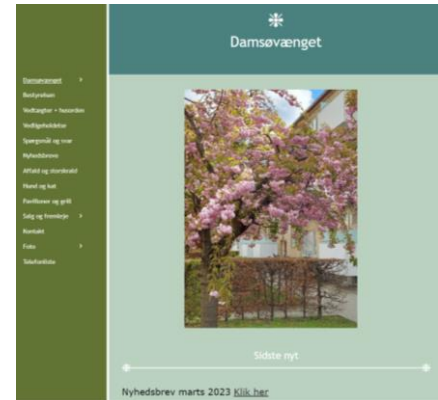 Damsøvænget
Damsøvænget >
Bestyrelsen
Vedtægter + husorden
Vedligeholdelse
Spørgsmål og svar
Nyhedsbreve
Affald og storskrald
Hund og kat
Pavilloner og grill
Salg og fremleje >
Kontakt
Foto >
Telefonliste
Sidste nyt
Nyhedsbrev marts 2023 Klik her